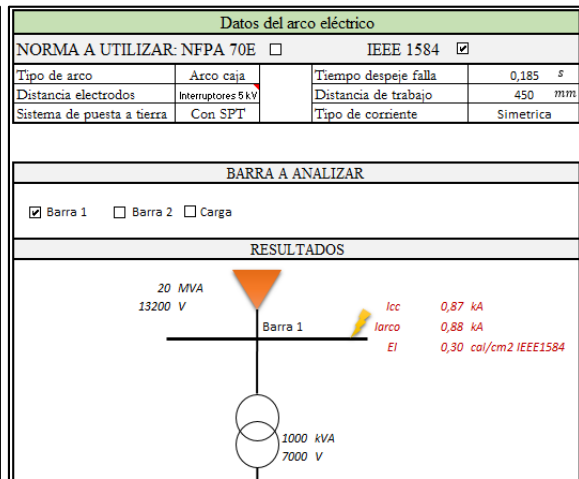 Datos del arco eléctrico
NORMA A UTILIZAR: NFPA 70E IEEE 1584
Tipo de arco Arco caja Tiempo despeje falla 0,185 s
Distancia electrodos Interruptores 5 kV Distancia de trabajo 450 mm
Sistema de puesta a tierra Con SPT Tipo de corriente Simetrica
BARRA A ANALIZAR
Barra 1 Barra 2 Carga
RESULTADOS
20 MVA
13200 V
Icc 0,87 kA
Barra 1 Iarco 0,88 kA
EI 0,30 cal/cm2 IEEE1584
1000 kVA
7000 V